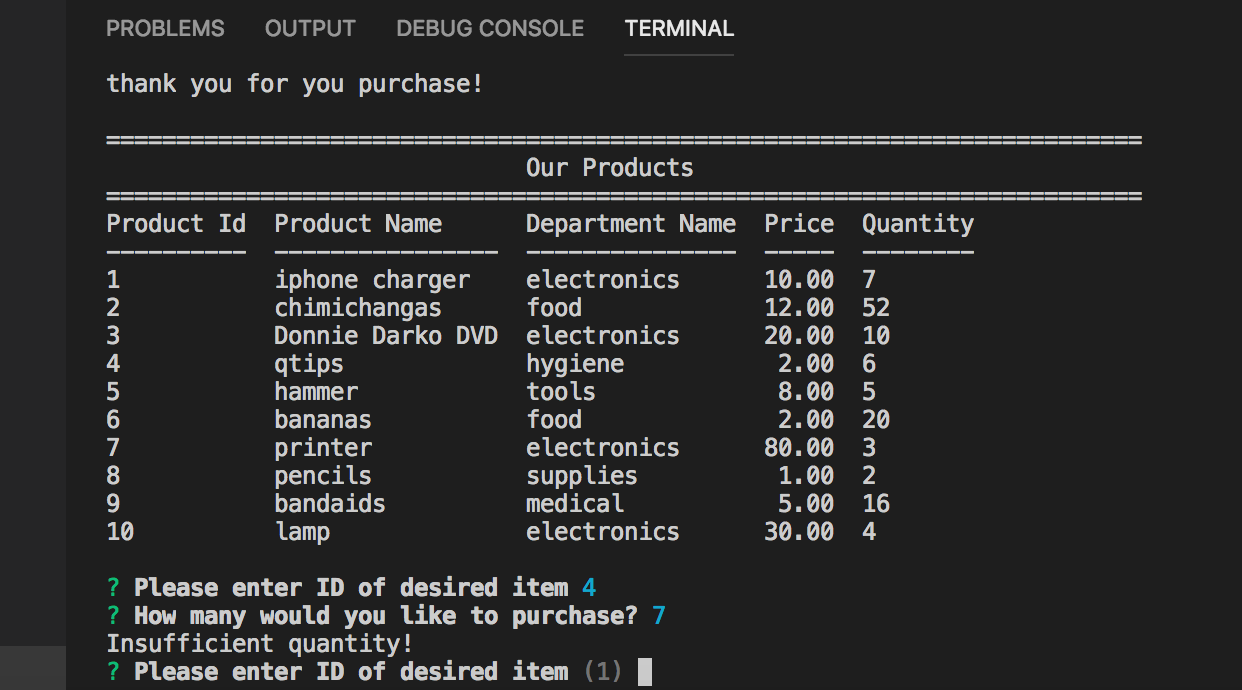 PROBLEMS OUTPUT DEBUG CONSOLE TERMINAL
thank you for you purchase!
==========================================================================
Our Products
==========================================================================
Product Id  Product Name      Department Name  Price  Quantity
----------  ----------------  ---------------  -----  --------
1           iphone charger    electronics      10.00  7
2           chimichangas      food             12.00  52
3           Donnie Darko DVD  electronics      20.00  10
4           qtips             hygiene           2.00  6
5           hammer            tools             8.00  5
6           bananas           food              2.00  20
7           printer           electronics      80.00  3
8           pencils           supplies          1.00  2
9           bandaids          medical           5.00  16
10          lamp              electronics      30.00  4
? Please enter ID of desired item 4
? How many would you like to purchase? 7
Insufficient quantity!
? Please enter ID of desired item (1)